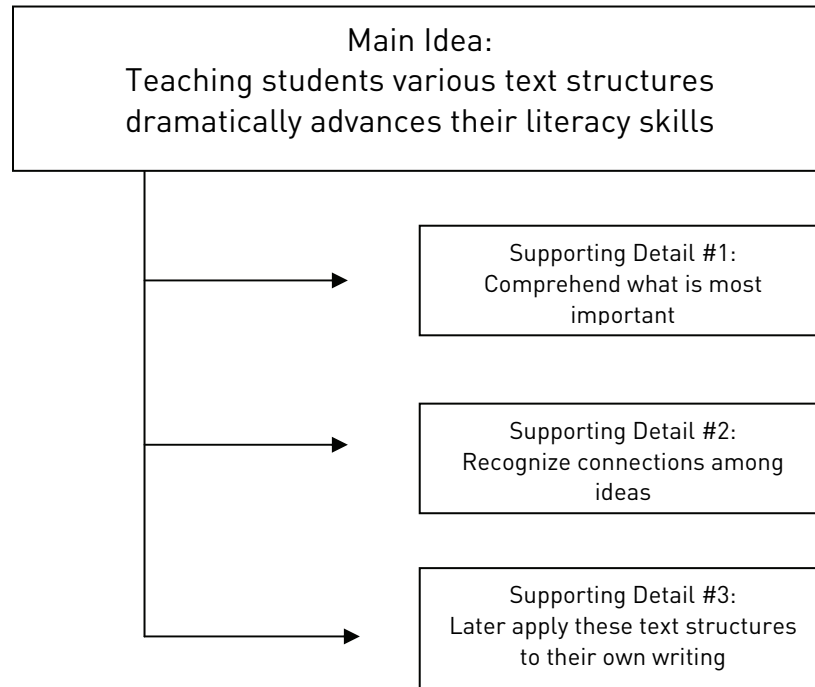 Main Idea:
Teaching students various text structures
dramatically advances their literacy skills
Supporting Detail #1:
Comprehend what is most
important
Supporting Detail #2:
Recognize connections among
ideas
Supporting Detail #3:
Later apply these text structures
to their own writing